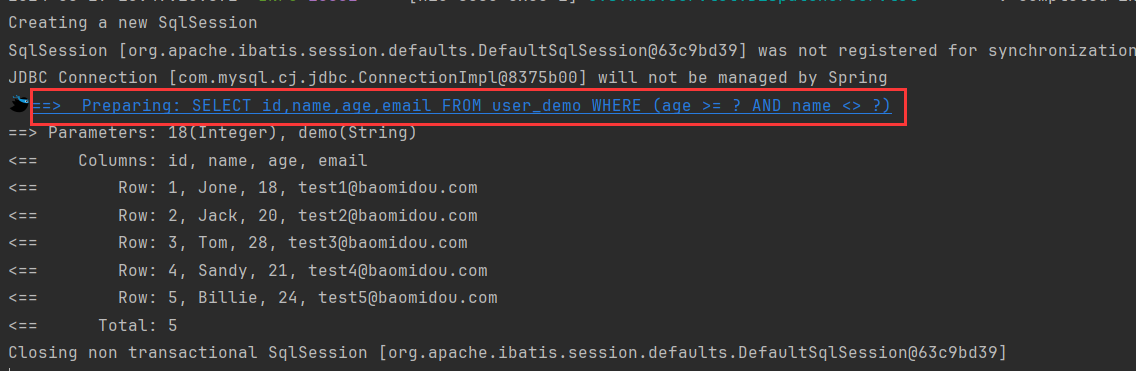 Creating a new SqlSession
SqlSession [org.apache.ibatis.session.defaults.DefaultSqlSession@63c9bd39] was not registered for synchronization
JDBC Connection [com.mysql.cj.jdbc.ConnectionImpl@8375b00] will not be managed by Spring
==>  Preparing: SELECT id,name,age,email FROM user_demo WHERE (age >= ? AND name <> ?)
==> Parameters: 18(Integer), demo(String)
<==    Columns: id, name, age, email
<==        Row: 1, Jone, 18, test1@baomidou.com
<==        Row: 2, Jack, 20, test2@baomidou.com
<==        Row: 3, Tom, 28, test3@baomidou.com
<==        Row: 4, Sandy, 21, test4@baomidou.com
<==        Row: 5, Billie, 24, test5@baomidou.com
<==      Total: 5
Closing non transactional SqlSession [org.apache.ibatis.session.defaults.DefaultSqlSession@63c9bd39]